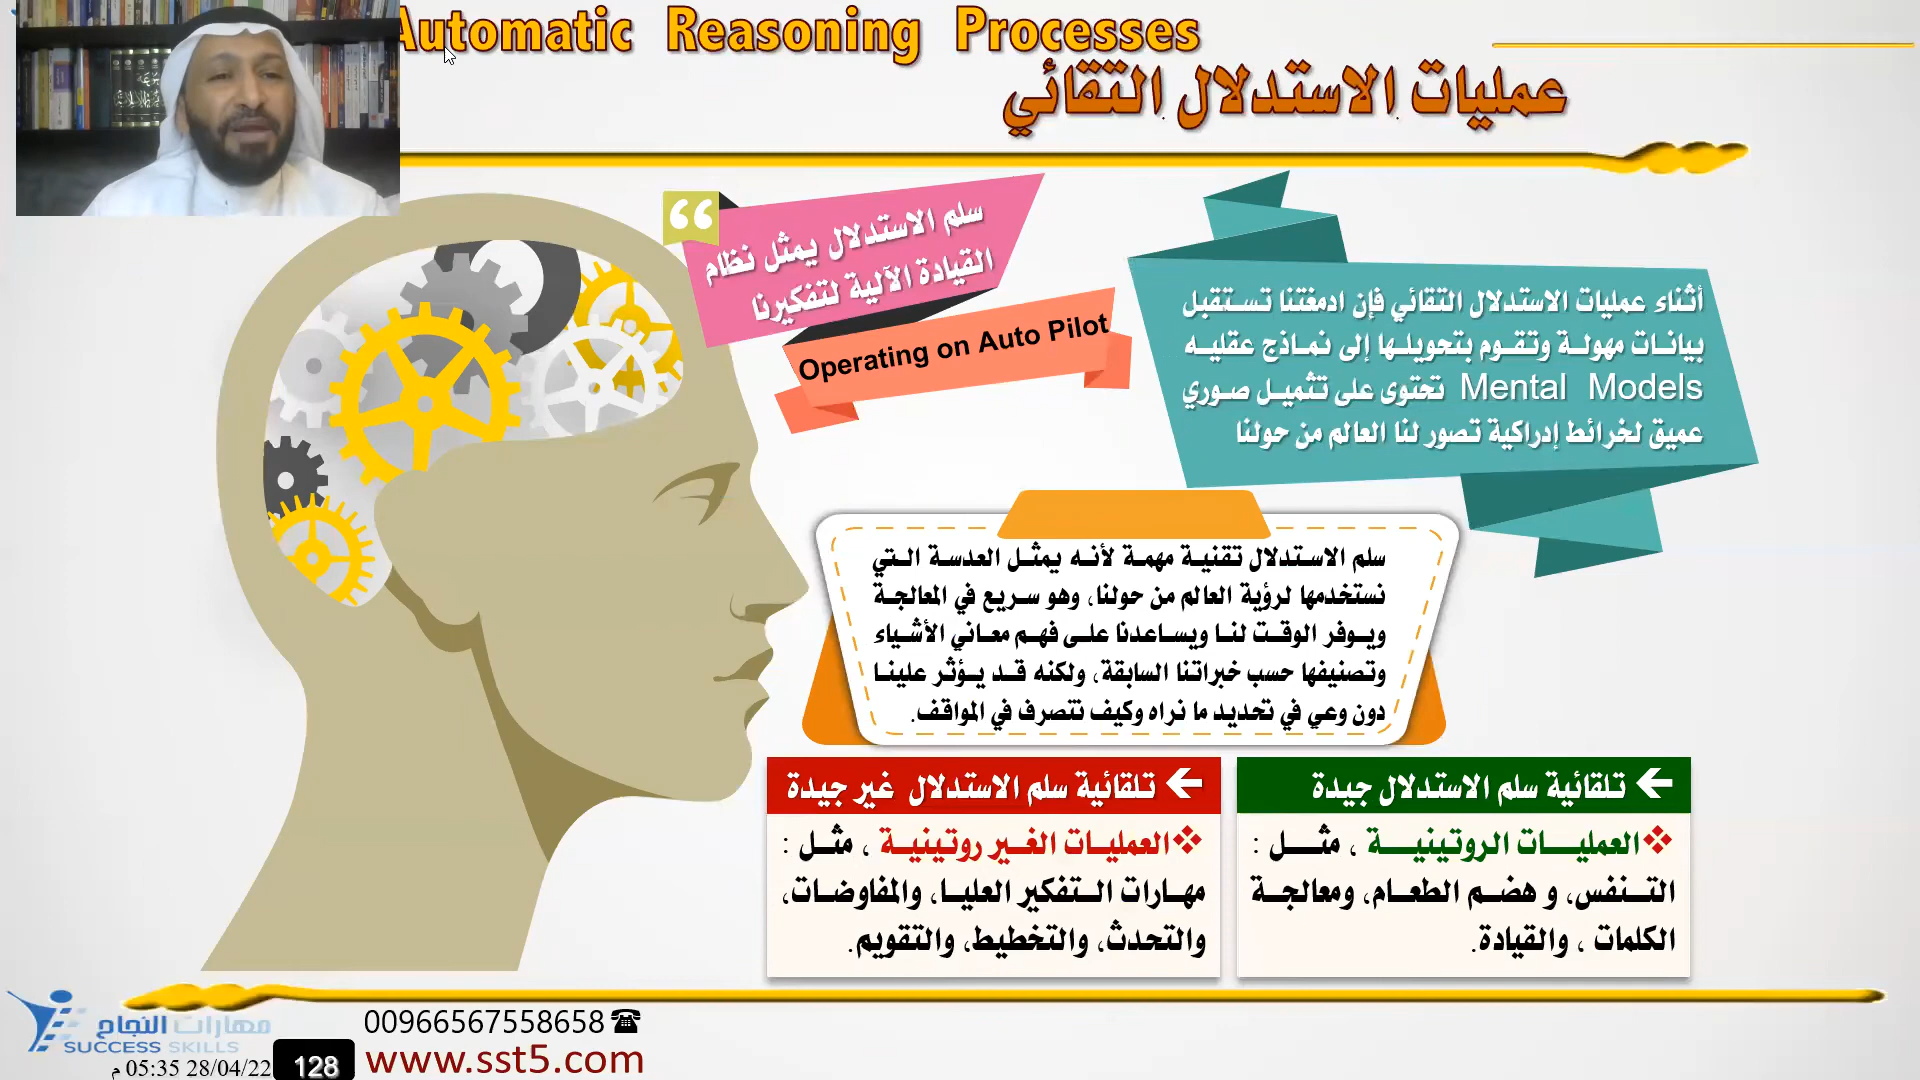 Automatic Reasoning Processes
عمليات الاستدلال التقائي
سلم الاستدلال يمثل نظام
القيادة الآلية لتفكيرنا
Operating on Auto Pilot
أثناء عمليات الاستدلال التقائي فإن ادمغتنا تستقبل
بيانات مهولة وتقوم بتحويلها إلى نماذج عقليه
Mental Models تحتوى على تثميل صوري
عميق لخرائط إدراكية تصور لنا العالم من حولنا
سلم الاستدلال تقنية مهمة لأنه يمثل العدسة التي
نستخدمها لرؤية العالم من حولنا، وهو سريع في المعالجة
ويوفر الوقت لنا ويساعدنا على فهم معاني الأشياء
وتصنيفها حسب خبراتنا السابقة، ولكنه قد يؤثر علينا
دون وعي في تحديد ما نراه وكيف نتصرف في المواقف.
تلقائية سلم الاستدلال جيدة
العمليات الروتينية ، مثل :
التنفس، و هضم الطعام، ومعالجة
الكلمات ، والقيادة.
تلقائية سلم الاستدلال غير جيدة
العمليات الغير روتينية ، مثل :
مهارات التفكير العليا، والمفاوضات،
والتحدث، والتخطيط، والتقويم.
مهارات النجاح
SUCCESS SKILLS
28/04/22 05:35 م
128
00966567558658
www.sst5.com